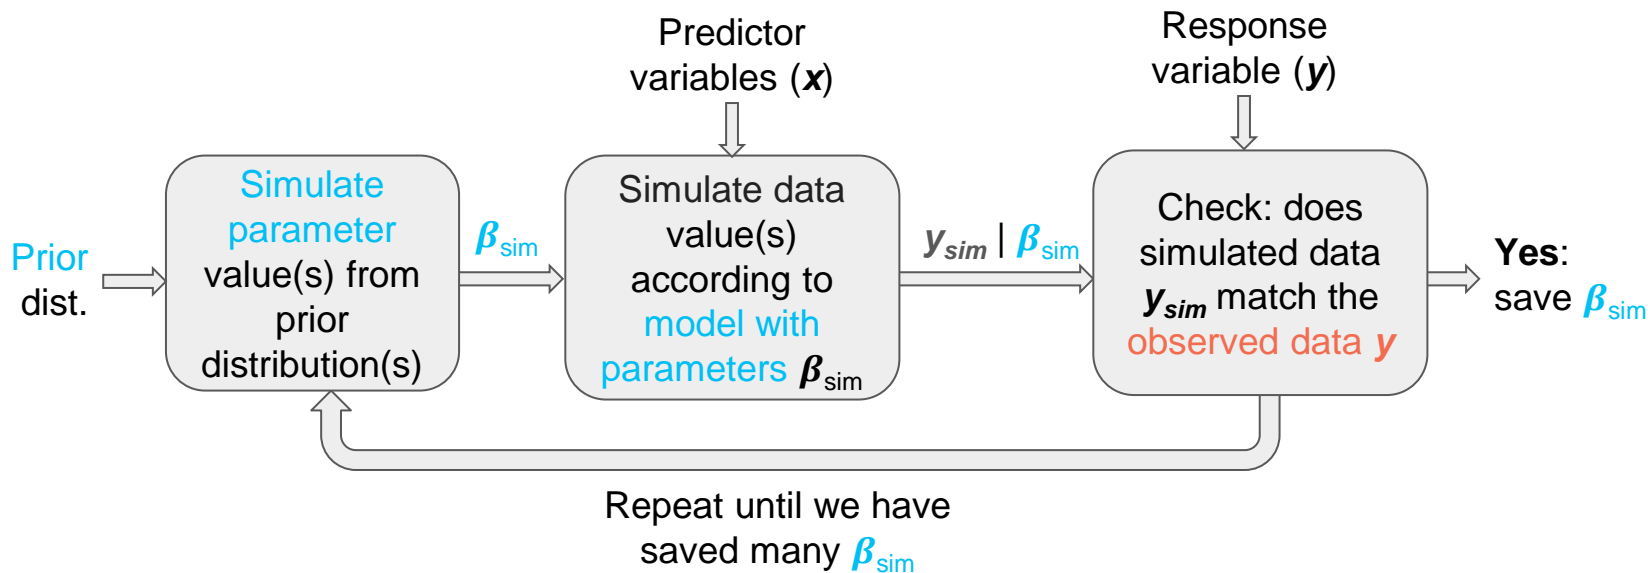 Predictor
variables (x)
Response
variable (y)
Prior
dist.
Simulate
parameter
value(s) from
prior
distribution(s)
βsim
Simulate data
value(s)
according to
model with
parameters βsim
ysim | βsim
Check: does
simulated data
ysim match the
observed data y
Yes:
save βsim
Repeat until we have
saved many βsim